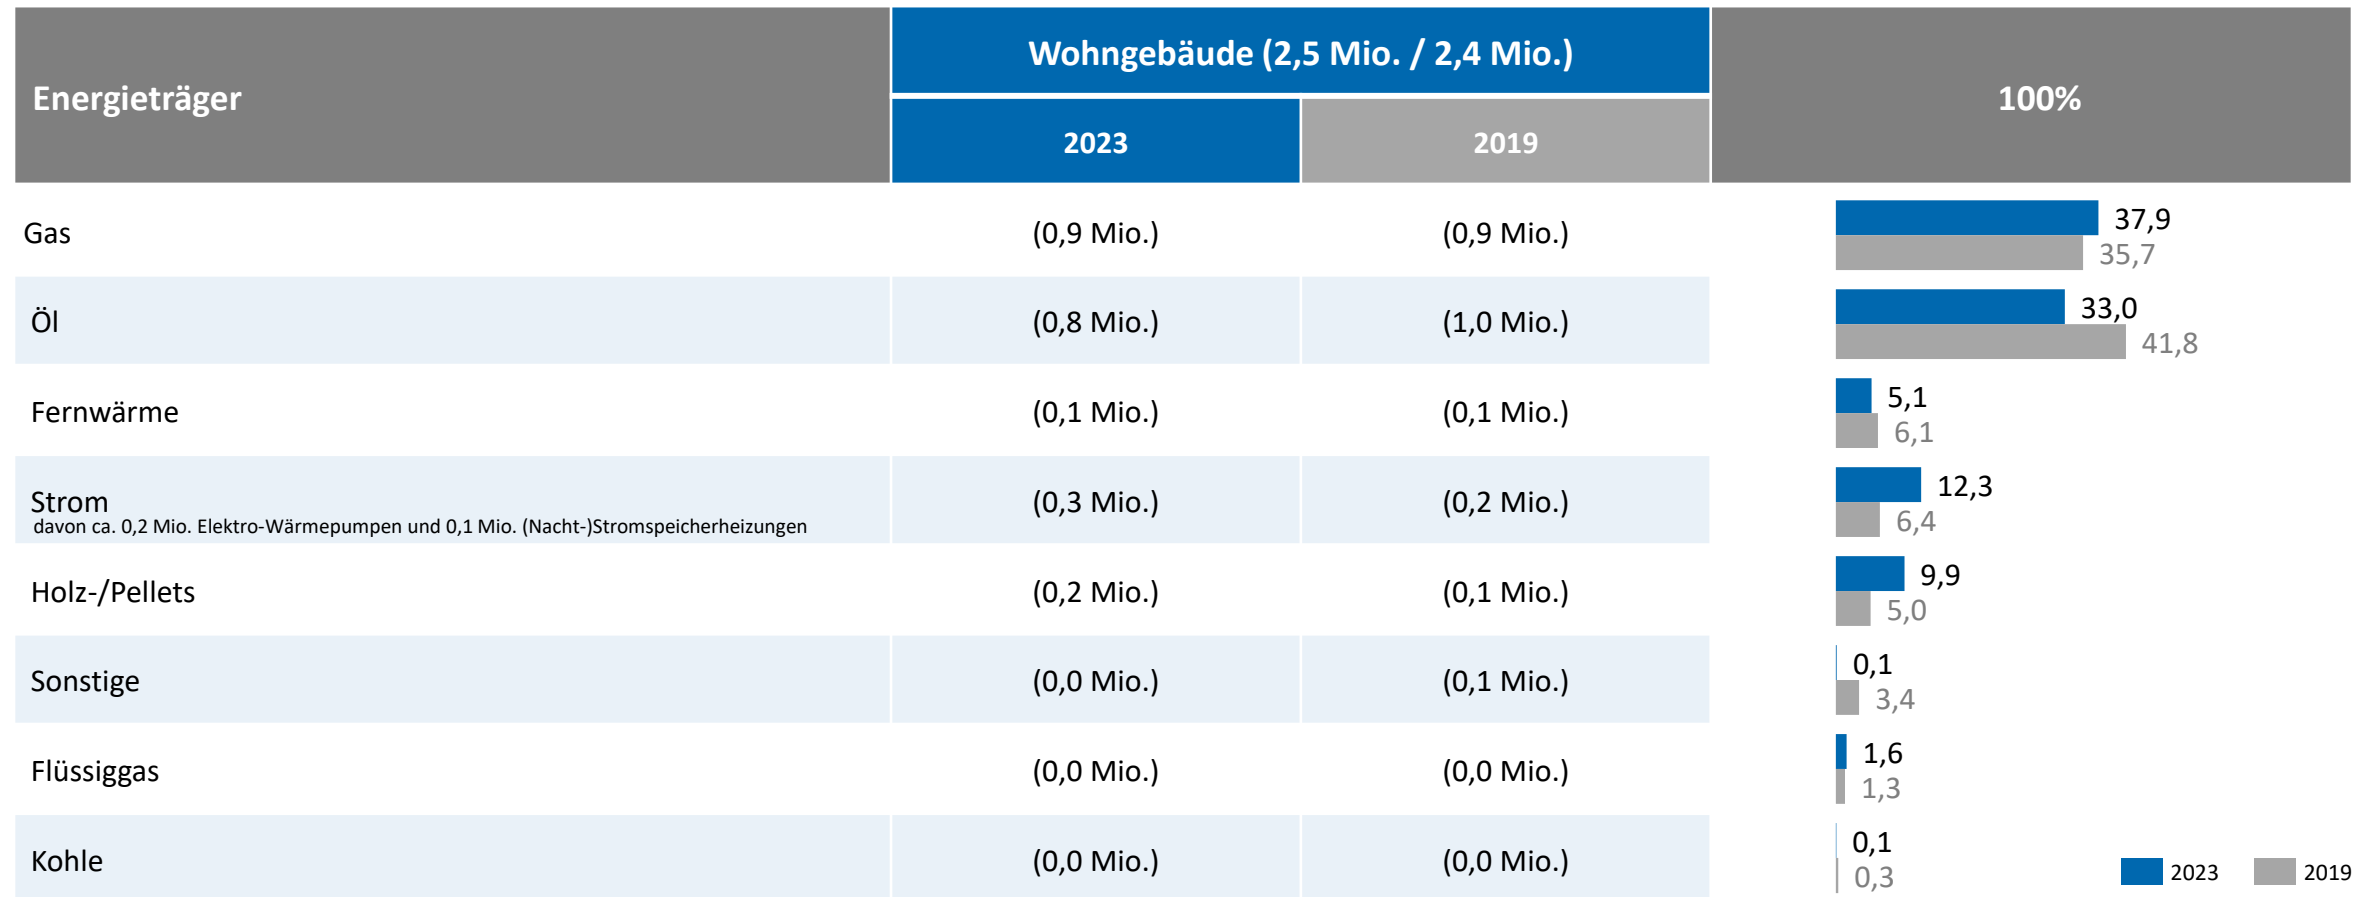 Energieträger
Wohngebäude (2,5 Mio. / 2,4 Mio.)
100%
2023
2019
Gas
(0,9 Mio.)
(0,9 Mio.)
37,9
35,7
Öl
(0,8 Mio.)
(1,0 Mio.)
33,0
41,8
Fernwärme
(0,1 Mio.)
(0,1 Mio.)
5,1
6,1
Strom
davon ca. 0,2 Mio. Elektro-Wärmepumpen und 0,1 Mio. (Nacht-)Stromspeicherheizungen
(0,3 Mio.)
(0,2 Mio.)
12,3
6,4
Holz-/Pellets
(0,2 Mio.)
(0,1 Mio.)
9,9
5,0
Sonstige
(0,0 Mio.)
(0,1 Mio.)
0,1
3,4
Flüssiggas
(0,0 Mio.)
(0,0 Mio.)
1,6
1,3
Kohle
(0,0 Mio.)
(0,0 Mio.)
0,1
0,3
2023
2019